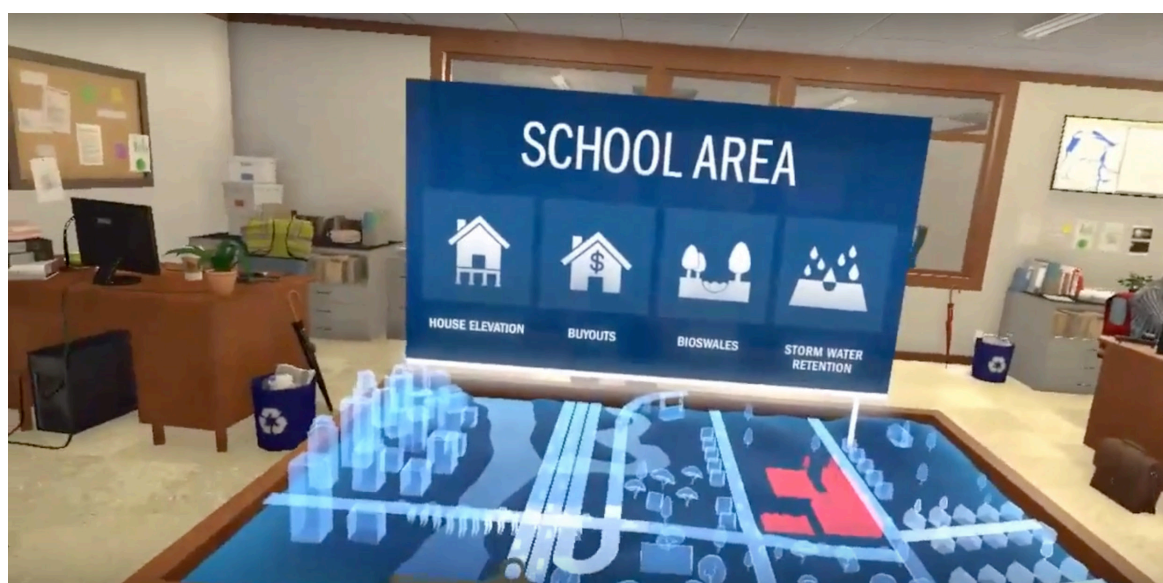 SCHOOL AREA
HOUSE ELEVATION
BUYOUTS
BIOSWALES
STORM WATER
RETENTION